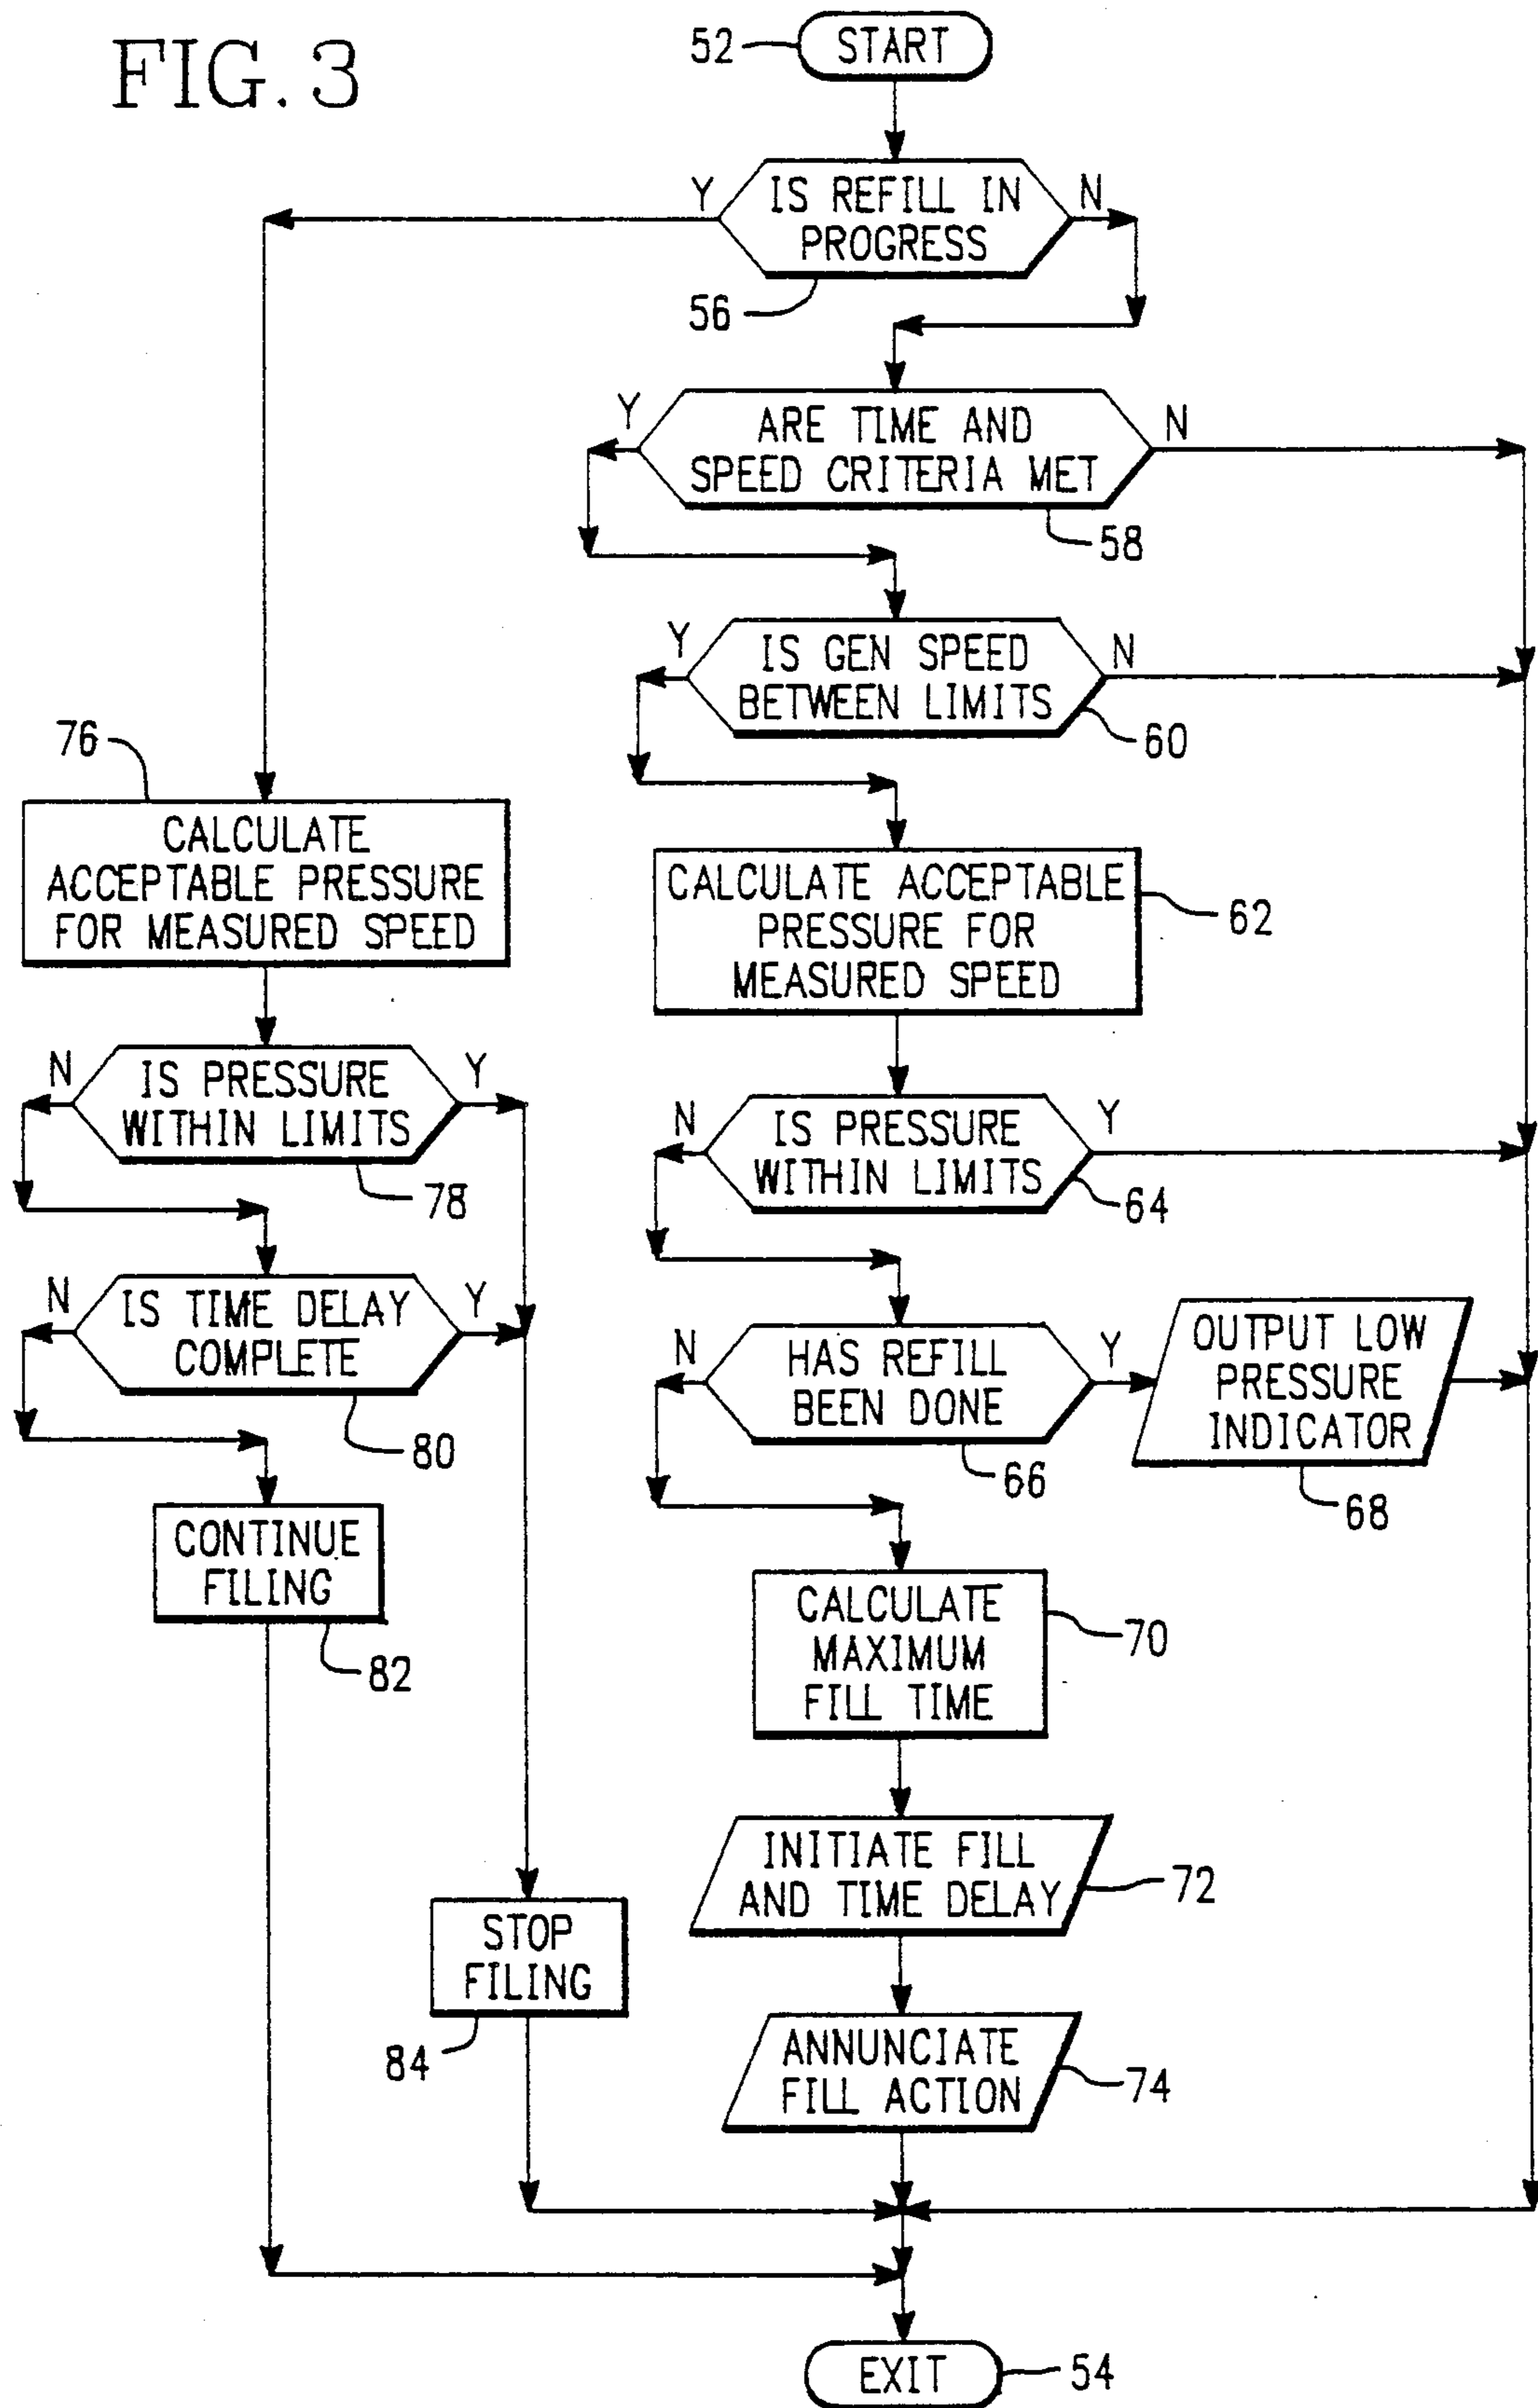 FIG. 3
52
START
Y
IS REFILL IN
PROGRESS
N
56
Y
ARE TIME AND
SPEED CRITERIA MET
N
58
Y
IS GEN SPEED
BETWEEN LIMITS
N
60
76
CALCULATE
ACCEPTABLE PRESSURE
FOR MEASURED SPEED
CALCULATE ACCEPTABLE
PRESSURE FOR
MEASURED SPEED
62
N
IS PRESSURE
WITHIN LIMITS
Y
78
N
IS PRESSURE
WITHIN LIMITS
Y
64
N
IS TIME DELAY
COMPLETE
Y
80
N
HAS REFILL
BEEN DONE
Y
66
OUTPUT LOW
PRESSURE
INDICATOR
68
CONTINUE
FILING
82
CALCULATE
MAXIMUM
FILL TIME
70
INITIATE FILL
AND TIME DELAY
72
STOP
FILING
84
ANNUNCIATE
FILL ACTION
74
EXIT
54